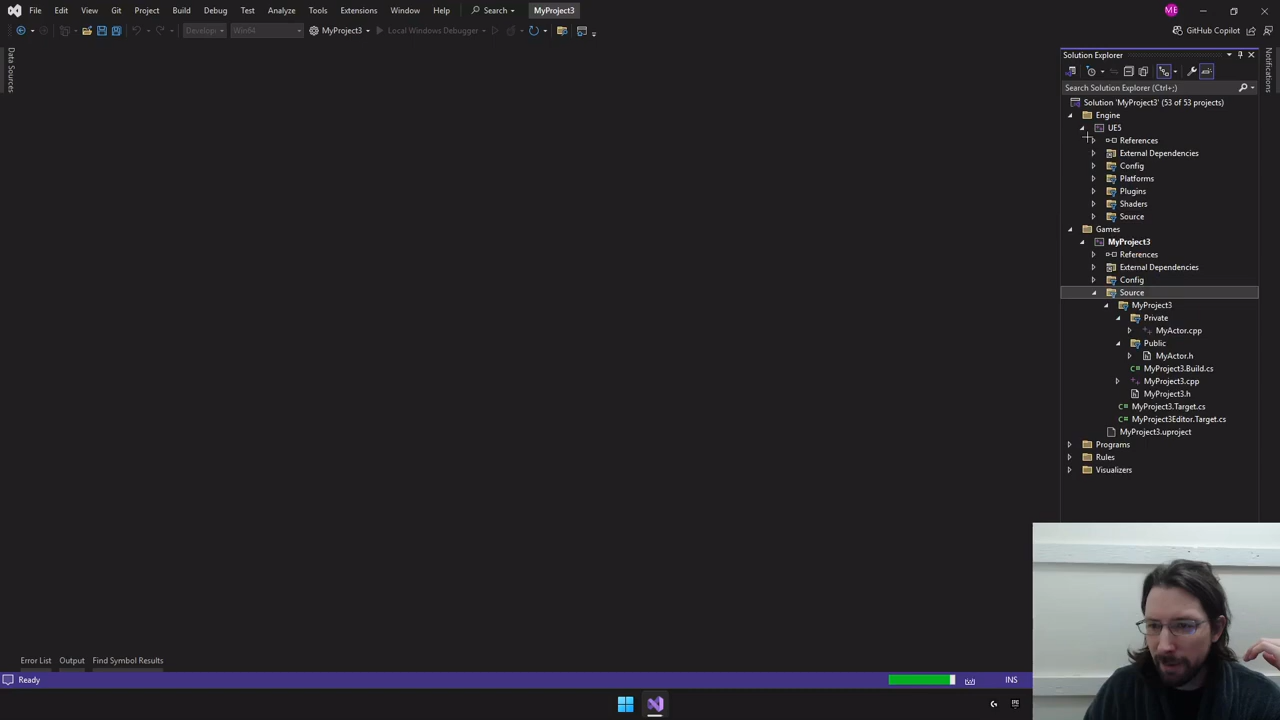 File Edit View Git Project Build Debug Test Analyze Tools Extensions Window Help Search MyProject3 ME
Develop Win64 MyProject3 Local Windows Debugger GitHub Copilot
Data Sources
Notifications
Solution Explorer
Search Solution Explorer (Ctrl+;)
Solution 'MyProject3' (53 of 53 projects)
Engine
UE5
References
External Dependencies
Config
Platforms
Plugins
Shaders
Source
Games
MyProject3
References
External Dependencies
Config
Source
MyProject3
Private
MyActor.cpp
Public
MyActor.h
C# MyProject3.Build.cs
MyProject3.cpp
MyProject3.h
C# MyProject3.Target.cs
C# MyProject3Editor.Target.cs
MyProject3.uproject
Programs
Rules
Visualizers
Error List Output Find Symbol Results
Ready INS